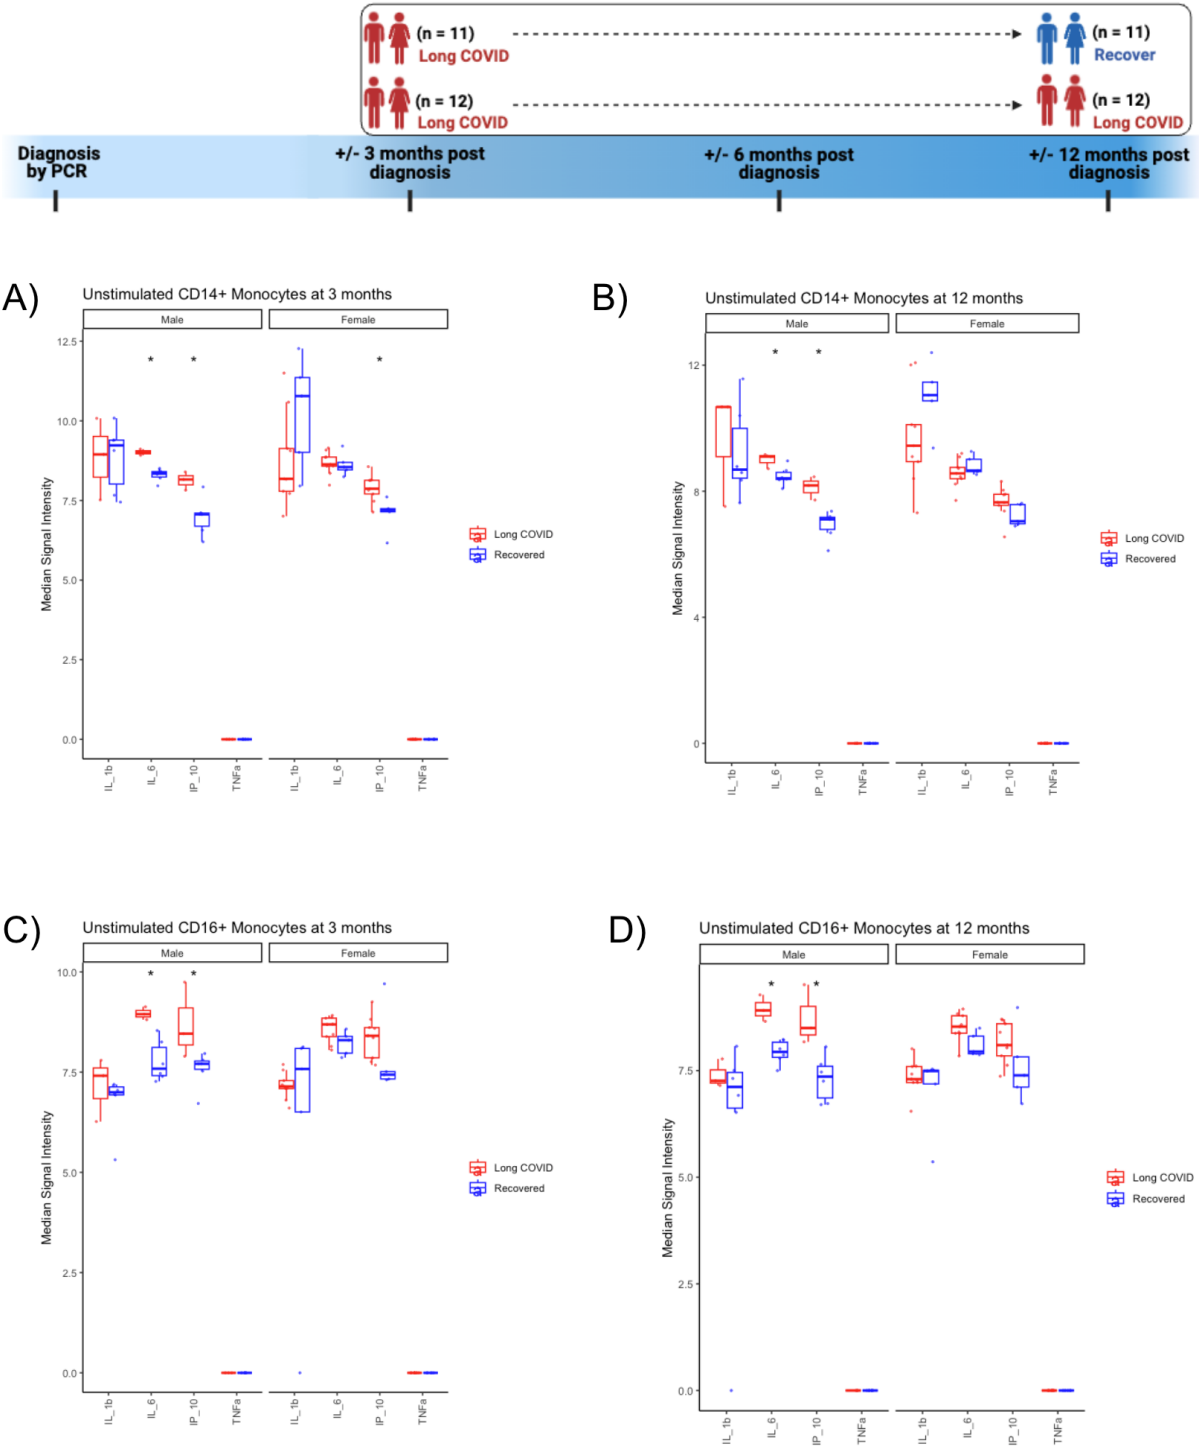 (n = 11)
Long COVID
(n = 11)
Recover
(n = 12)
Long COVID
(n = 12)
Long COVID
Diagnosis
by PCR
+/- 3 months post
diagnosis
+/- 6 months post
diagnosis
+/- 12 months post
diagnosis
A)
Unstimulated CD14+ Monocytes at 3 months
Male
Female
* * *
12.5
10.0
7.5
5.0
2.5
0.0
Median Signal Intensity
IL_1b
IL_6
IP_10
TNFa
IL_1b
IL_6
IP_10
TNFa
Long COVID
Recovered
B)
Unstimulated CD14+ Monocytes at 12 months
Male
Female
* *
12
8
4
0
Median Signal Intensity
IL_1b
IL_6
IP_10
TNFa
IL_1b
IL_6
IP_10
TNFa
Long COVID
Recovered
C)
Unstimulated CD16+ Monocytes at 3 months
Male
Female
* *
10.0
7.5
5.0
2.5
0.0
Median Signal Intensity
IL_1b
IL_6
IP_10
TNFa
IL_1b
IL_6
IP_10
TNFa
Long COVID
Recovered
D)
Unstimulated CD16+ Monocytes at 12 months
Male
Female
* *
7.5
5.0
2.5
0.0
Median Signal Intensity
IL_1b
IL_6
IP_10
TNFa
IL_1b
IL_6
IP_10
TNFa
Long COVID
Recovered